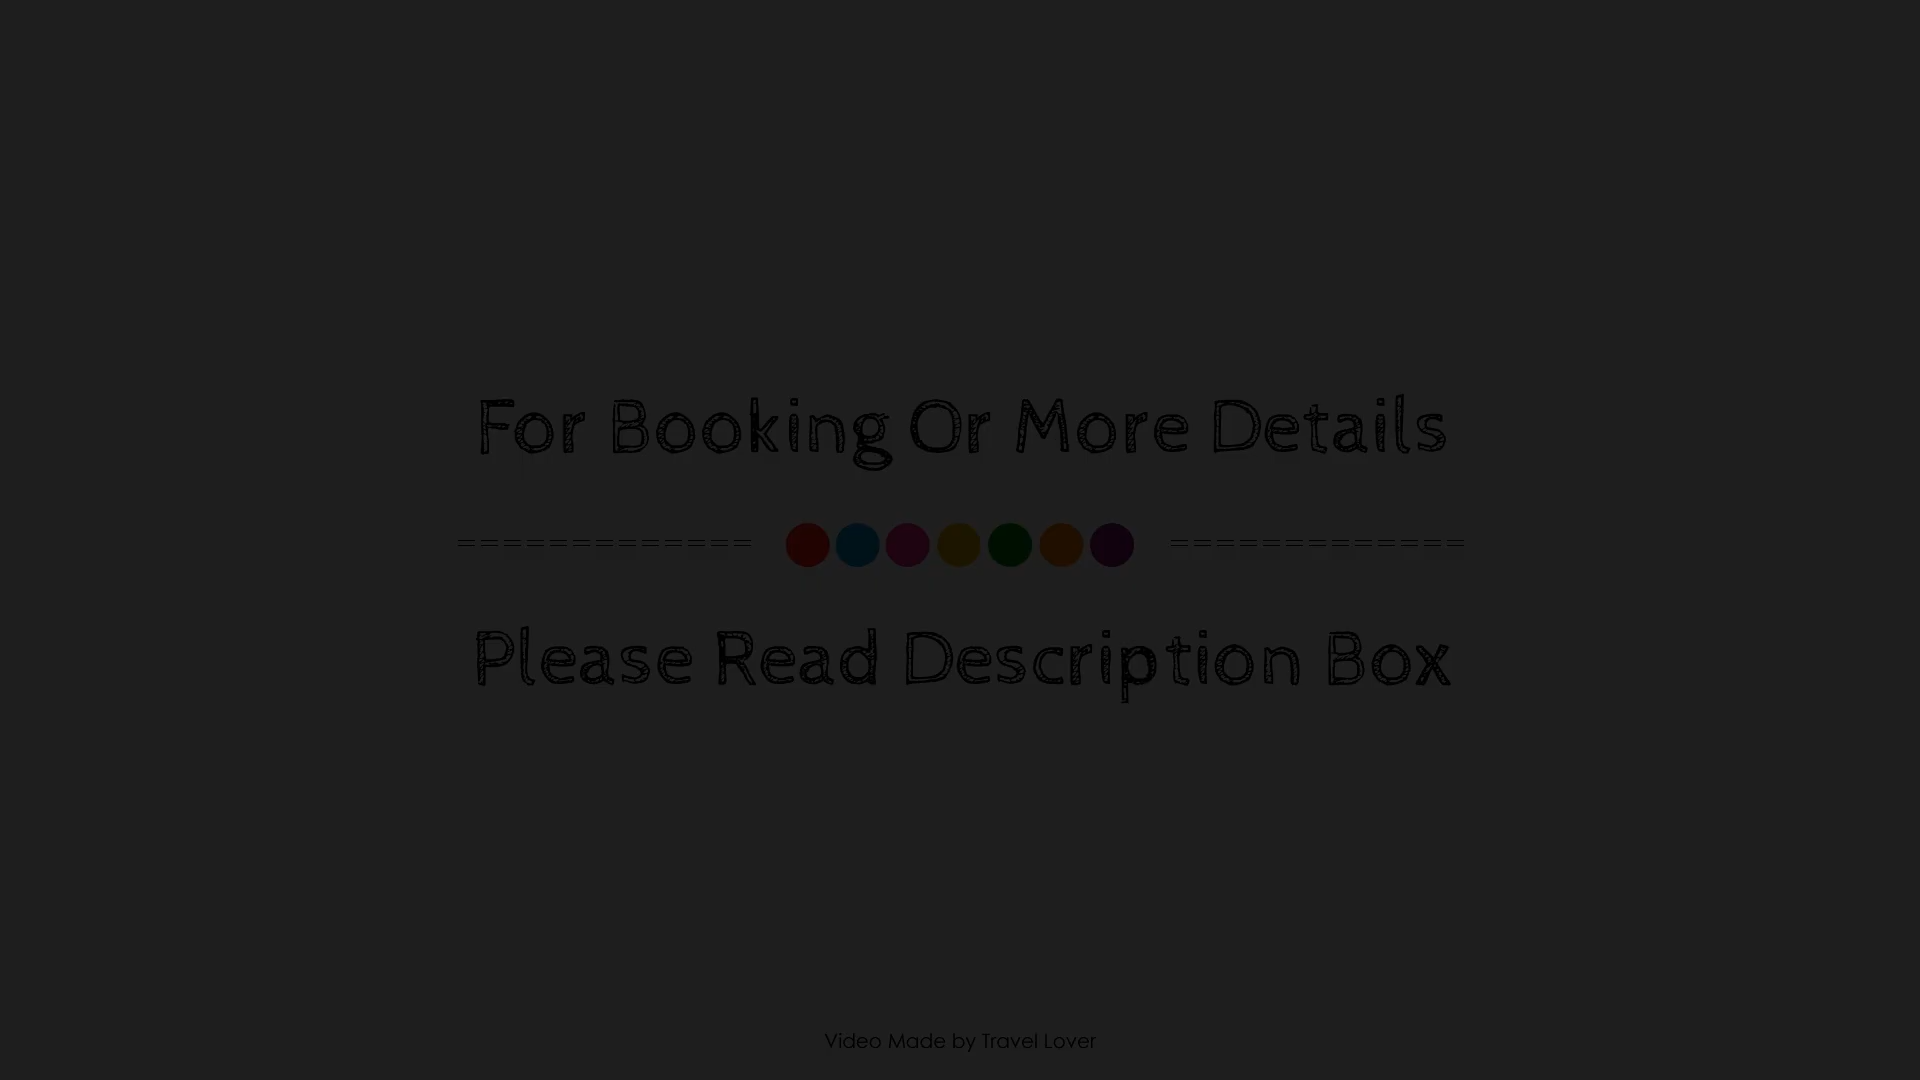 For Booking Or More Details
============= =============
Please Read Description Box
Video Made by Travel Lover